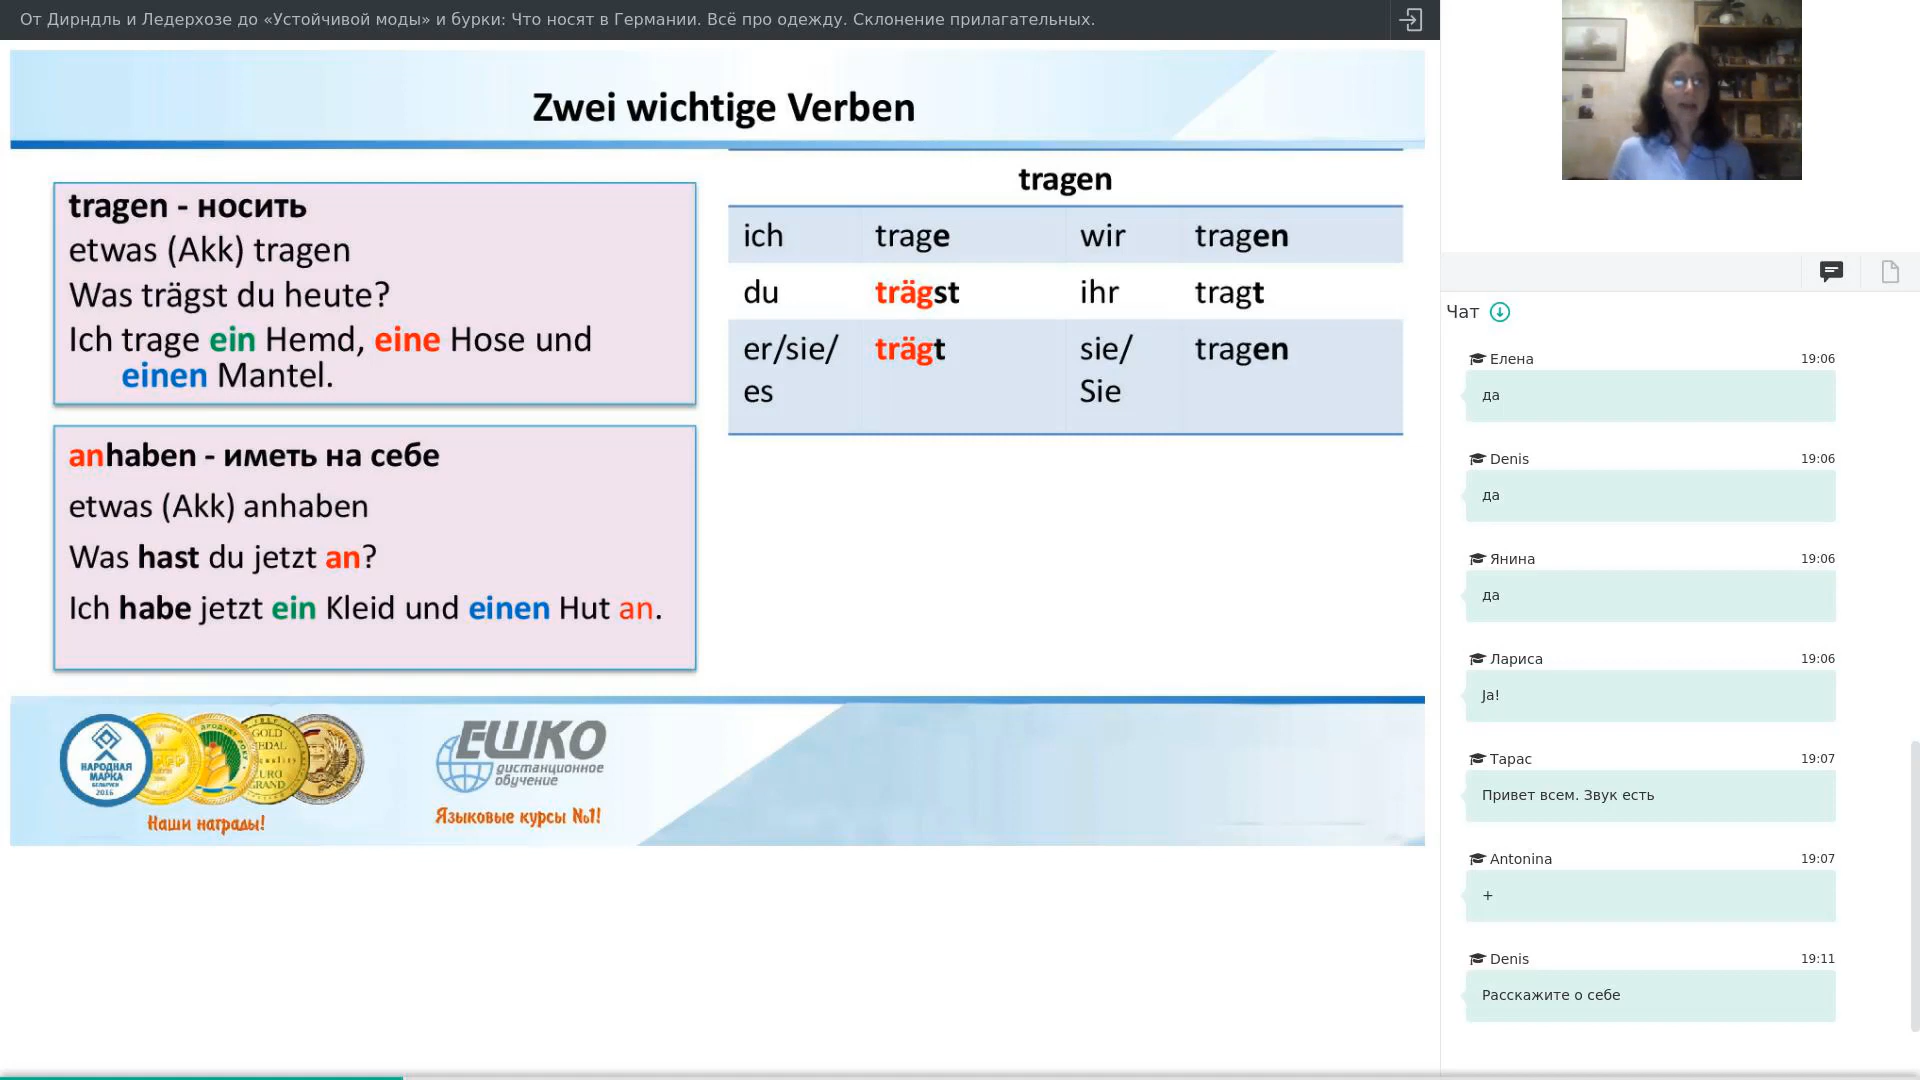 От Дирндль и Ледерхозе до «Устойчивой моды» и бурки: Что носят в Германии. Всё про одежду. Склонение прилагательных.
Zwei wichtige Verben
tragen - носить
etwas (Akk) tragen
Was trägst du heute?
Ich trage ein Hemd, eine Hose und
einen Mantel.
anhaben - иметь на себе
etwas (Akk) anhaben
Was hast du jetzt an?
Ich habe jetzt ein Kleid und einen Hut an.
tragen
ich trage wir tragen
du trägst ihr tragt
er/sie/ trägt sie/ tragen
es Sie
НАРОДНАЯ
МАРКА
БЕЛАРУСИ
2016
GOLD
MEDAL
EURO
GRAND
Наши награды!
ЕШКО
дистанционное
обучение
Языковые курсы №1!
Чат
Елена 19:06
да
Denis 19:06
да
Янина 19:06
да
Лариса 19:06
Ja!
Тарас 19:07
Привет всем. Звук есть
Antonina 19:07
+
Denis 19:11
Расскажите о себе